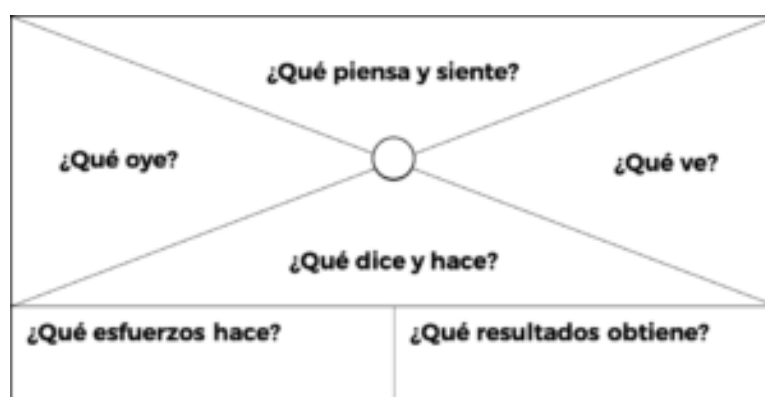 ¿Qué piensa y siente?
¿Qué oye?
¿Qué ve?
¿Qué dice y hace?
¿Qué esfuerzos hace?
¿Qué resultados obtiene?